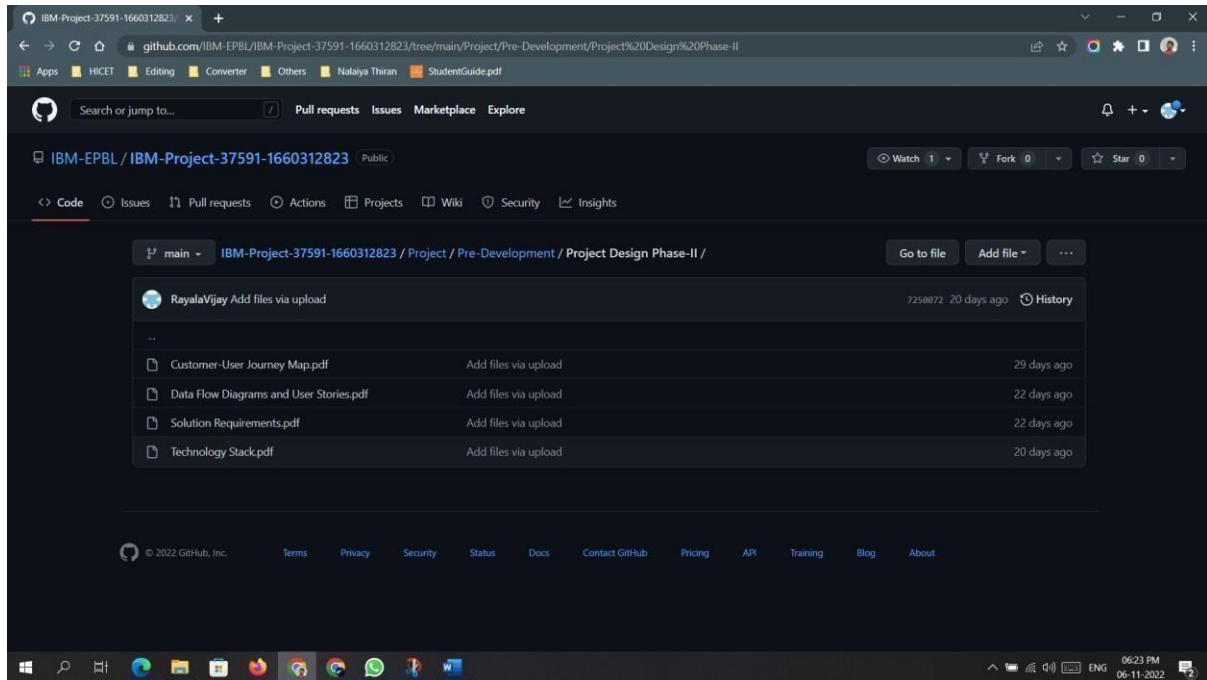 IBM-Project-37591-1660312823/
github.com/IBM-EPBL/IBM-Project-37591-1660312823/tree/main/Project/Pre-Development/Project%20Design%20Phase-II
Apps HICET Editing Converter Others Nalaiya Thiran StudentGuide.pdf
Search or jump to... / Pull requests Issues Marketplace Explore
IBM-EPBL / IBM-Project-37591-1660312823 Public Watch 1 Fork 0 Star 0
<> Code Issues 11 Pull requests Actions Projects Wiki Security Insights
main IBM-Project-37591-1660312823 / Project / Pre-Development / Project Design Phase-II / Go to file Add file ...
RayalaVijay Add files via upload 7250072 20 days ago History
..
Customer-User Journey Map.pdf Add files via upload 29 days ago
Data Flow Diagrams and User Stories.pdf Add files via upload 22 days ago
Solution Requirements.pdf Add files via upload 22 days ago
Technology Stack.pdf Add files via upload 20 days ago
© 2022 GitHub, Inc. Terms Privacy Security Status Docs Contact GitHub Pricing API Training Blog About
ENG 06:23 PM
06-11-2022 2